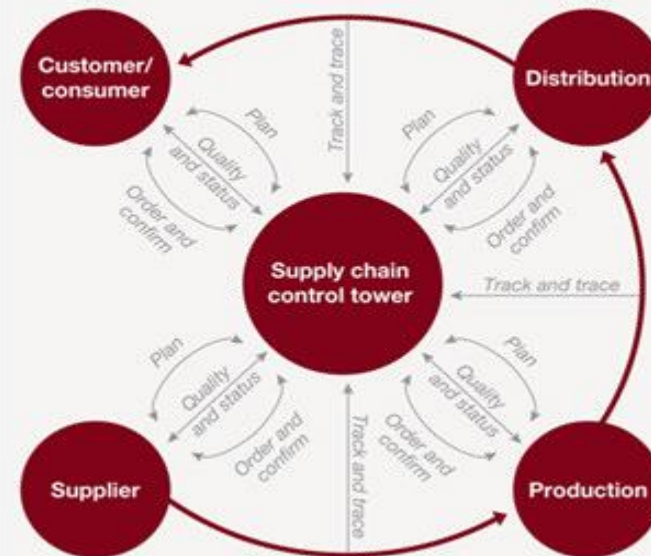 Customer/
consumer
Distribution
Track and trace
Plan
Quality
and status
Order and
confirm
Plan
Quality
and status
Order and
confirm
Supply chain
control tower
Track and trace
Plan
Quality
and status
Order and
confirm
Track and trace
Plan
Quality
and status
Order and
confirm
Supplier
Production